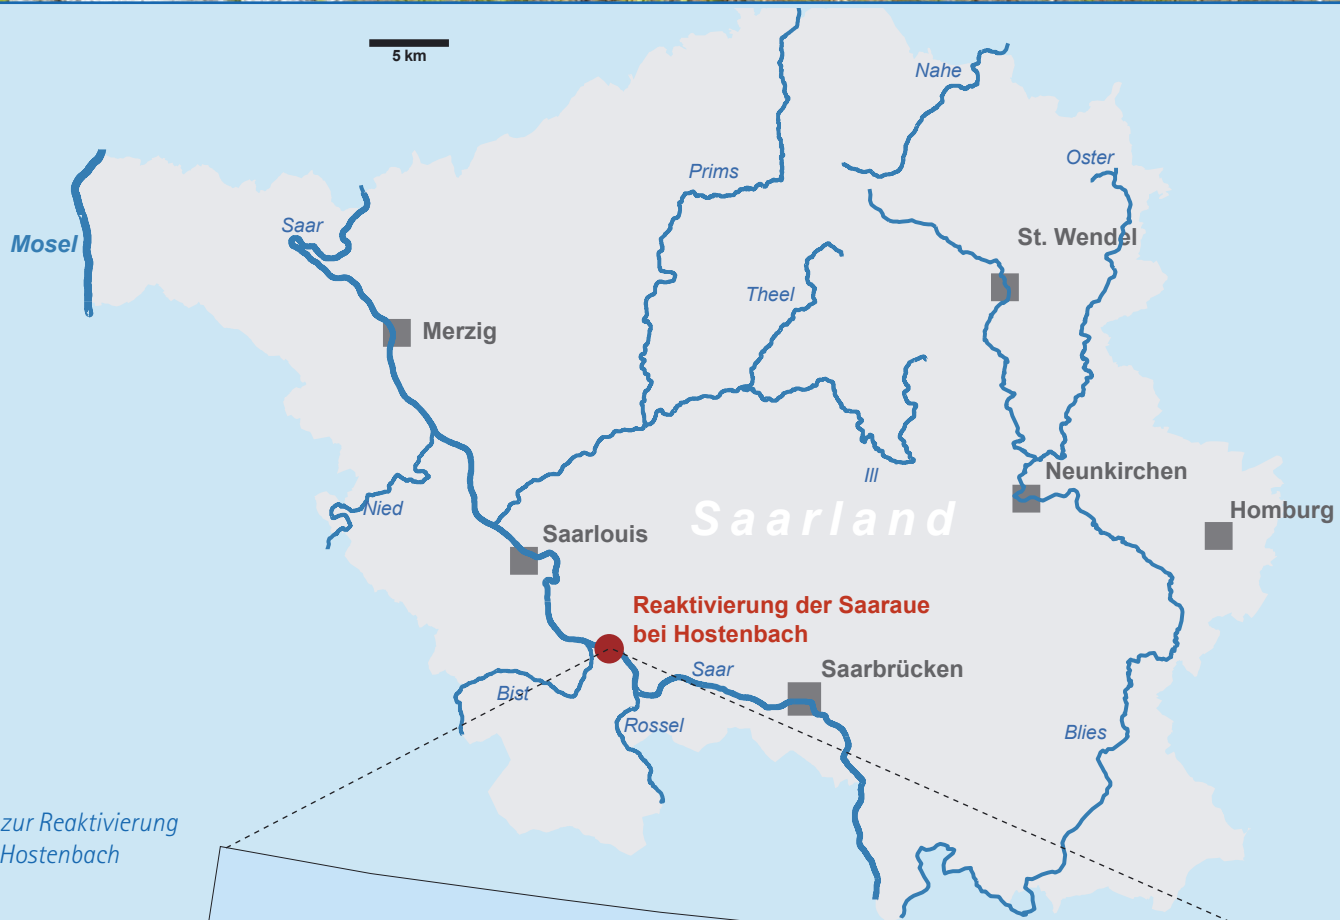 5 km
Nahe
Oster
Prims
Saar
Mosel
St. Wendel
Theel
Merzig
Ill
Neunkirchen
Nied
Homburg
Saarland
Saarlouis
Reaktivierung der Saaraue
bei Hostenbach
Saar
Saarbrücken
Bist
Rossel
Blies
zur Reaktivierung
Hostenbach